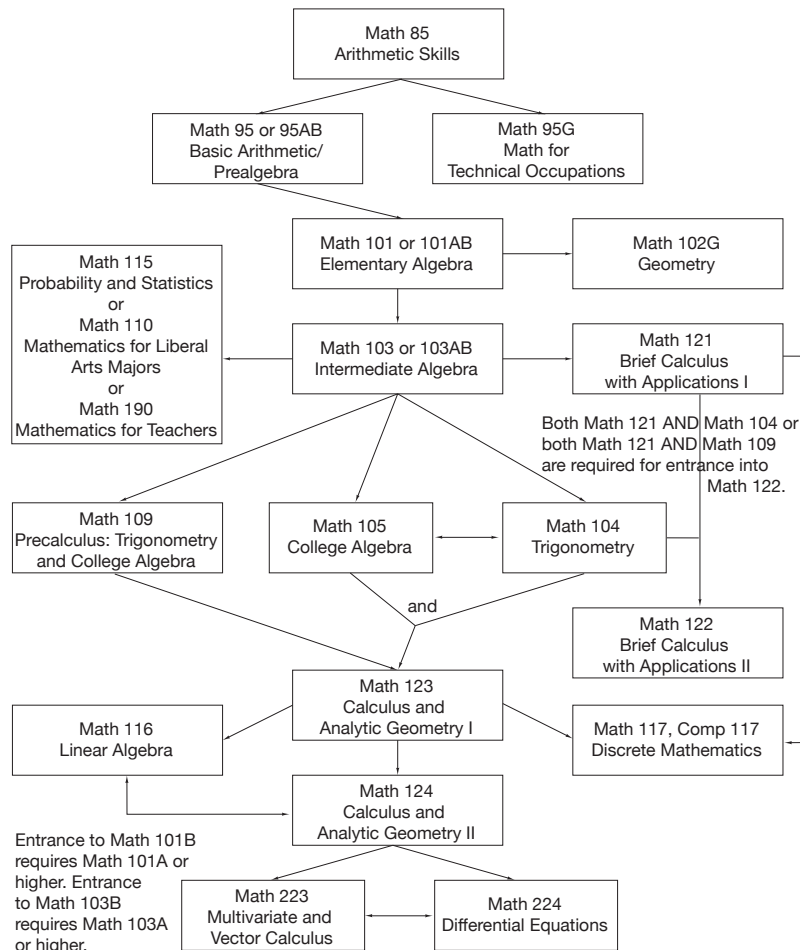 Math 85
Arithmetic Skills
Math 95 or 95AB
Basic Arithmetic/
Prealgebra
Math 95G
Math for
Technical Occupations
Math 101 or 101AB
Elementary Algebra
Math 102G
Geometry
Math 115
Probability and Statistics
or
Math 110
Mathematics for Liberal
Arts Majors
or
Math 190
Mathematics for Teachers
Math 103 or 103AB
Intermediate Algebra
Math 121
Brief Calculus
with Applications I
Both Math 121 AND Math 104 or
both Math 121 AND Math 109
are required for entrance into
Math 122.
Math 109
Precalculus: Trigonometry
and College Algebra
Math 105
College Algebra
Math 104
Trigonometry
and
Math 122
Brief Calculus
with Applications II
Math 123
Calculus and
Analytic Geometry I
Math 116
Linear Algebra
Math 117, Comp 117
Discrete Mathematics
Math 124
Calculus and
Analytic Geometry II
Entrance to Math 101B
requires Math 101A or
higher. Entrance
to Math 103B
requires Math 103A
or higher.
Math 223
Multivariate and
Vector Calculus
Math 224
Differential Equations